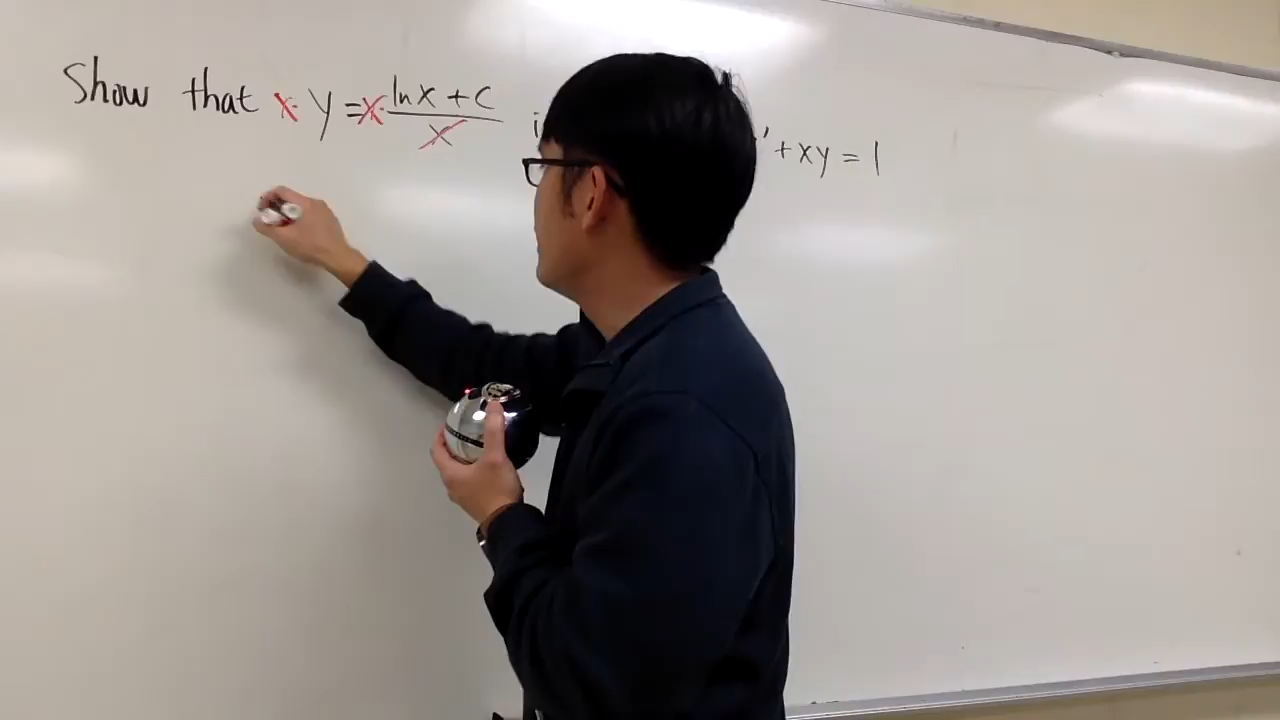 Show that x· y = x· (ln x + c)/x i ' + xy = 1